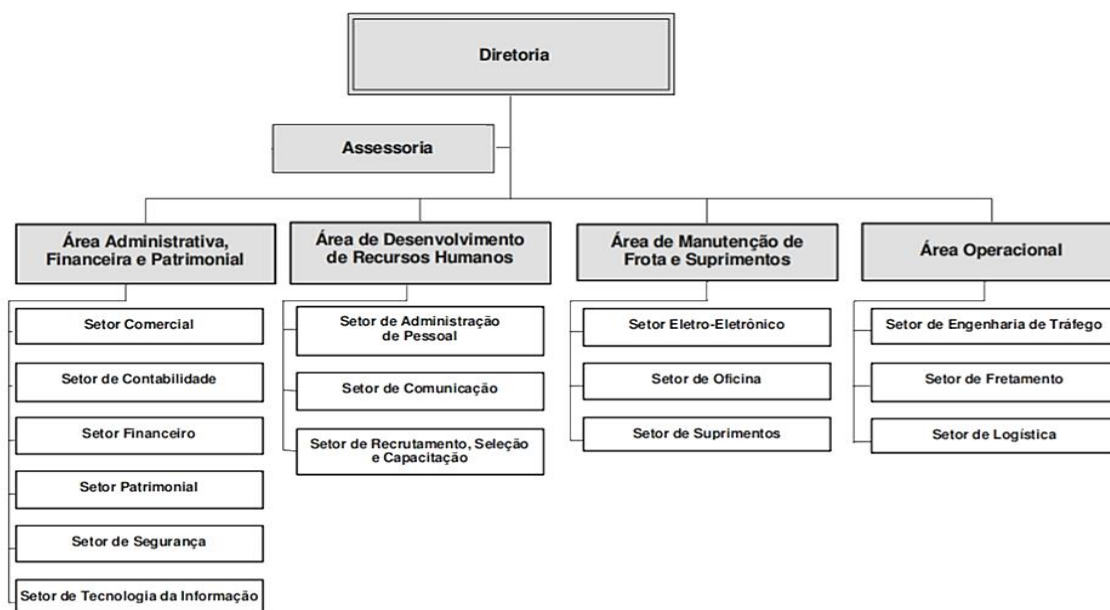 Diretoria
Assessoria
Área Administrativa,
Financeira e Patrimonial
Área de Desenvolvimento
de Recursos Humanos
Área de Manutenção de
Frota e Suprimentos
Área Operacional
Setor Comercial
Setor de Contabilidade
Setor Financeiro
Setor Patrimonial
Setor de Segurança
Setor de Tecnologia da Informação
Setor de Administração
de Pessoal
Setor de Comunicação
Setor de Recrutamento, Seleção
e Capacitação
Setor Eletro-Eletrônico
Setor de Oficina
Setor de Suprimentos
Setor de Engenharia de Tráfego
Setor de Fretamento
Setor de Logística